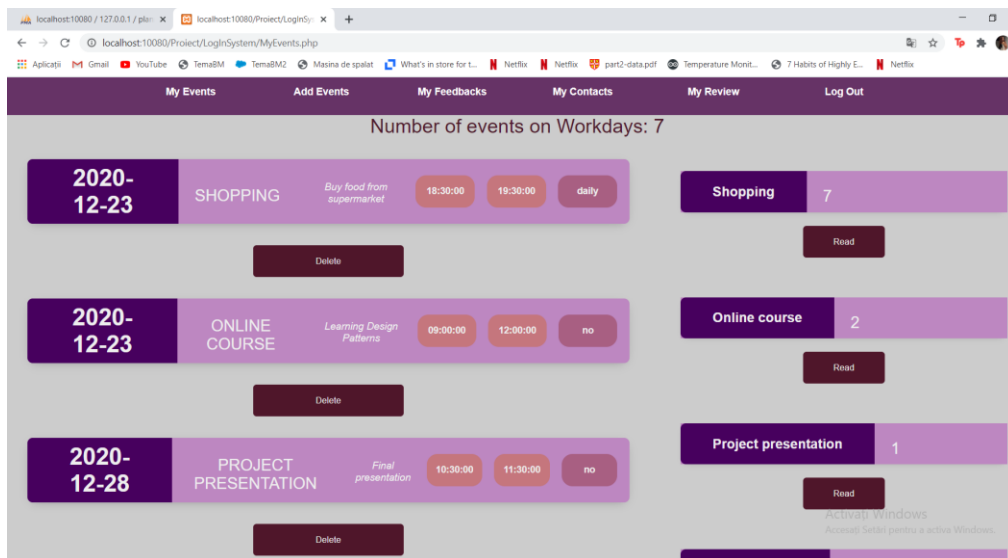 localhost:10080 / 127.0.0.1 / plan
localhost:10080/Project/LogInSy
localhost:10080/Project/LogInSystem/MyEvents.php
Aplicații Gmail YouTube TemaBM TemaBM2 Masina de spalat What's in store for t... Netflix Netflix part2-data.pdf Temperature Monit... 7 Habits of Highly E... Netflix
My Events Add Events My Feedbacks My Contacts My Review Log Out
Number of events on Workdays: 7
2020-
12-23
SHOPPING
Buy food from
supermarket
18:30:00 19:30:00 daily
Delete
2020-
12-23
ONLINE
COURSE
Learning Design
Patterns
09:00:00 12:00:00 no
Delete
2020-
12-28
PROJECT
PRESENTATION
Final
presentation
10:30:00 11:30:00 no
Delete
Shopping 7
Read
Online course 2
Read
Project presentation 1
Read
Activați Windows
Accesați Setări pentru a activa Windows.